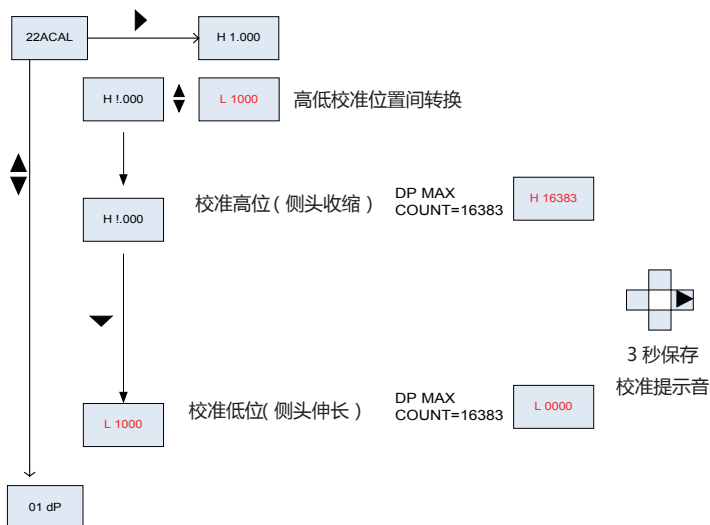 22ACAL
H 1.000
H !.000
L 1000
高低校准位置间转换
H !.000
校准高位 ( 侧头收缩 )
DP MAX
COUNT=16383
H 16383
3 秒保存
校准提示音
L 1000
校准低位( 侧头伸长 )
DP MAX
COUNT=16383
L 0000
01 dP